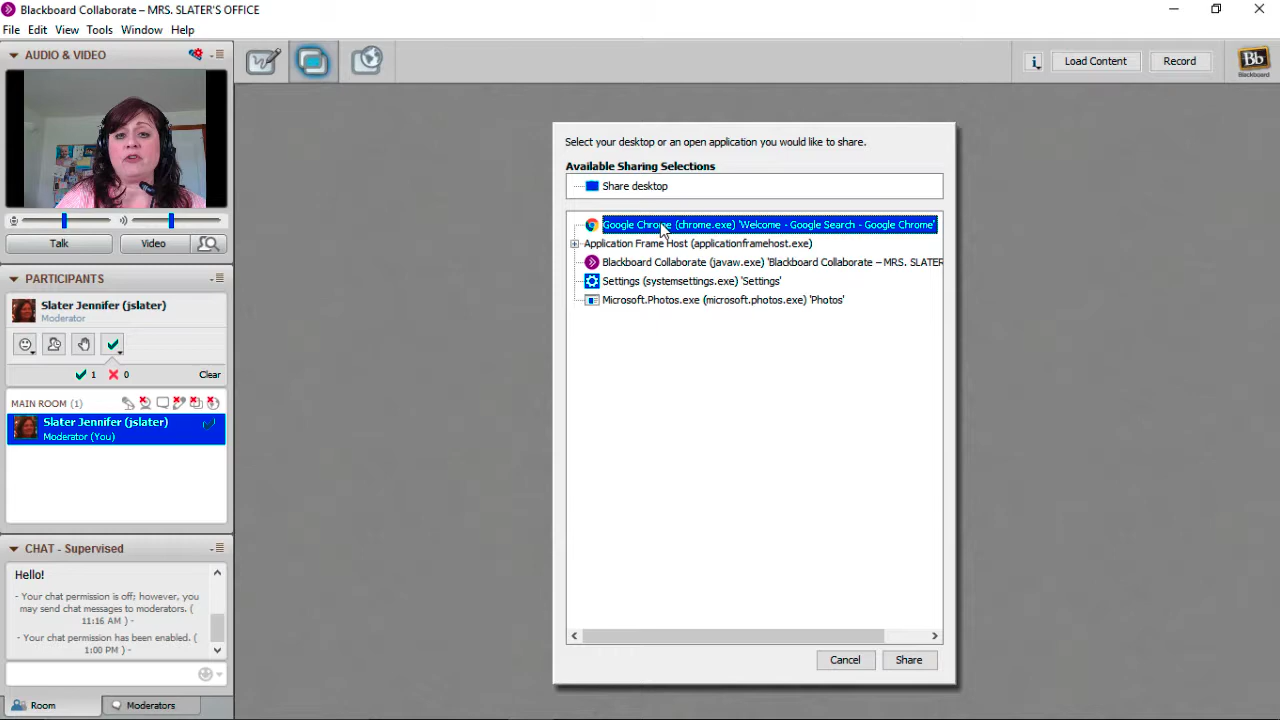 Blackboard Collaborate – MRS. SLATER'S OFFICE
File Edit View Tools Window Help
AUDIO & VIDEO
Talk Video
PARTICIPANTS
Slater Jennifer (jslater)
Moderator
1 0 Clear
MAIN ROOM (1)
Slater Jennifer (jslater)
Moderator (You)
CHAT - Supervised
Hello!
- Your chat permission is off; however, you
may send chat messages to moderators. (
11:16 AM ) -
- Your chat permission has been enabled. (
1:00 PM ) -
Room Moderators
i Load Content Record
Bb
Blackboard
Select your desktop or an open application you would like to share.
Available Sharing Selections
Share desktop
Google Chrome (chrome.exe) 'Welcome - Google Search - Google Chrome'
Application Frame Host (applicationframehost.exe)
Blackboard Collaborate (javaw.exe) 'Blackboard Collaborate – MRS. SLATER
Settings (systemsettings.exe) 'Settings'
Microsoft.Photos.exe (microsoft.photos.exe) 'Photos'
Cancel Share